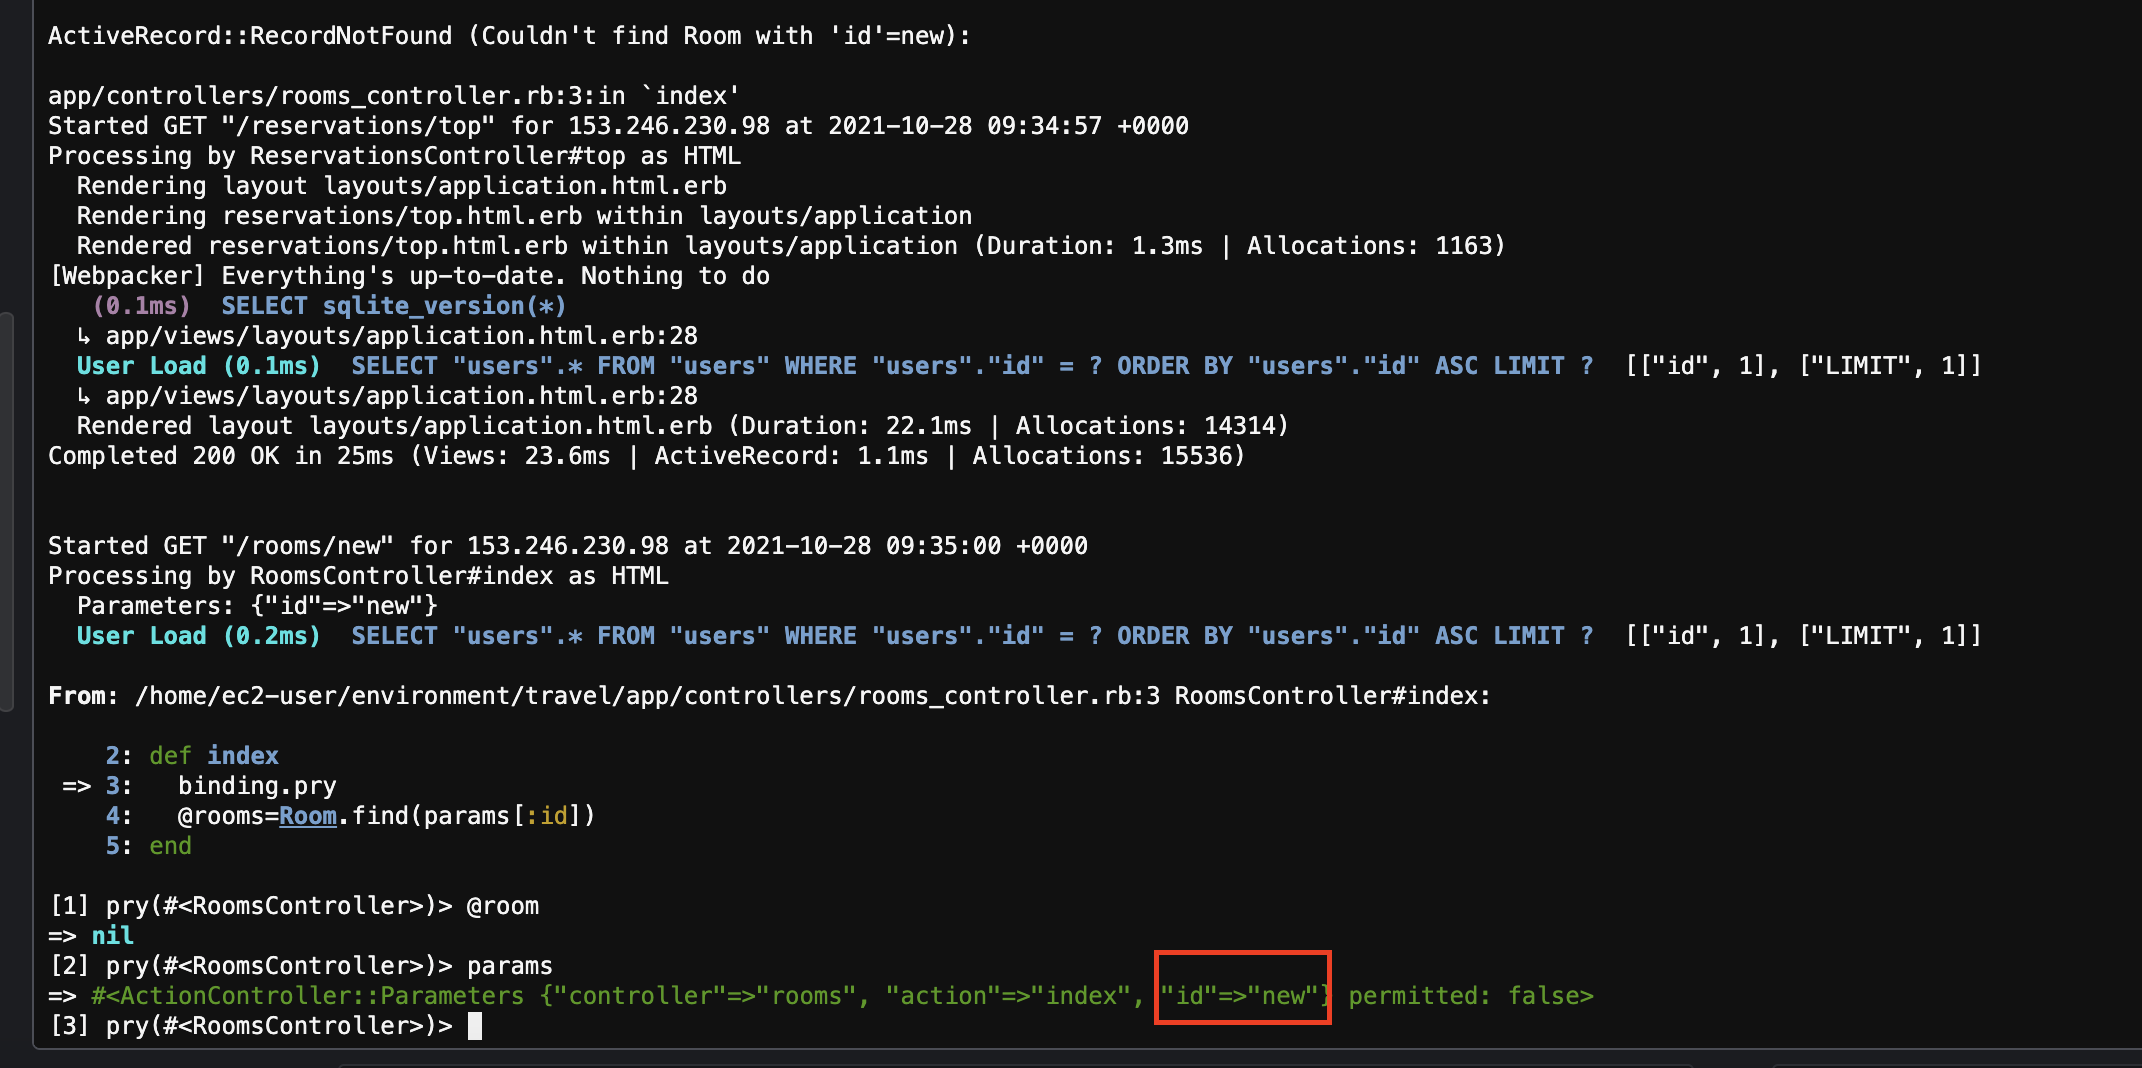 ActiveRecord::RecordNotFound (Couldn't find Room with 'id'=new):
app/controllers/rooms_controller.rb:3:in `index'
Started GET "/reservations/top" for 153.246.230.98 at 2021-10-28 09:34:57 +0000
Processing by ReservationsController#top as HTML
  Rendering layout layouts/application.html.erb
  Rendering reservations/top.html.erb within layouts/application
  Rendered reservations/top.html.erb within layouts/application (Duration: 1.3ms | Allocations: 1163)
[Webpacker] Everything's up-to-date. Nothing to do
   (0.1ms)  SELECT sqlite_version(*)
  ↳ app/views/layouts/application.html.erb:28
  User Load (0.1ms)  SELECT "users".* FROM "users" WHERE "users"."id" = ? ORDER BY "users"."id" ASC LIMIT ?  [["id", 1], ["LIMIT", 1]]
  ↳ app/views/layouts/application.html.erb:28
  Rendered layout layouts/application.html.erb (Duration: 22.1ms | Allocations: 14314)
Completed 200 OK in 25ms (Views: 23.6ms | ActiveRecord: 1.1ms | Allocations: 15536)
Started GET "/rooms/new" for 153.246.230.98 at 2021-10-28 09:35:00 +0000
Processing by RoomsController#index as HTML
  Parameters: {"id"=>"new"}
  User Load (0.2ms)  SELECT "users".* FROM "users" WHERE "users"."id" = ? ORDER BY "users"."id" ASC LIMIT ?  [["id", 1], ["LIMIT", 1]]
From: /home/ec2-user/environment/travel/app/controllers/rooms_controller.rb:3 RoomsController#index:
    2: def index
 => 3:   binding.pry
    4:   @rooms=Room.find(params[:id])
    5: end
[1] pry(#<RoomsController>)> @room
=> nil
[2] pry(#<RoomsController>)> params
=> #<ActionController::Parameters {"controller"=>"rooms", "action"=>"index", "id"=>"new"} permitted: false>
[3] pry(#<RoomsController>)>